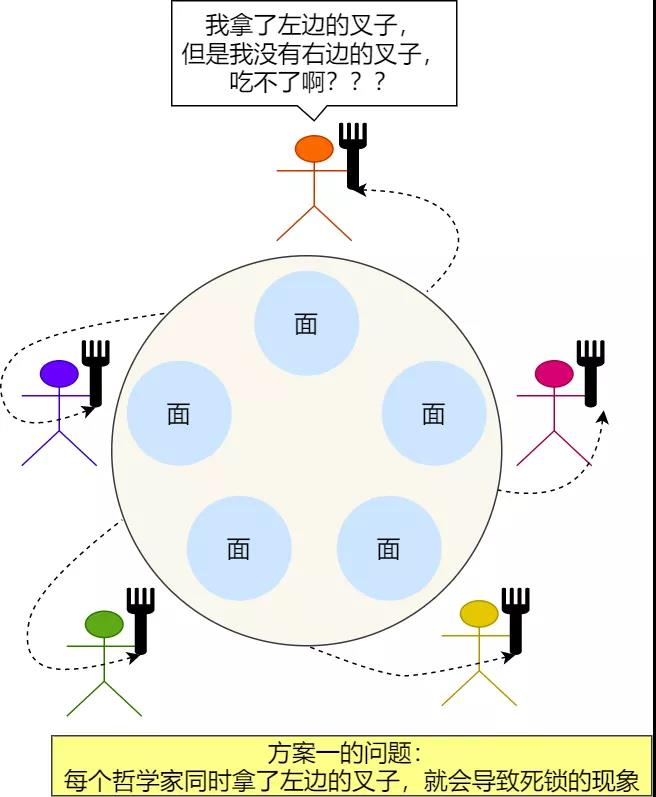 我拿了左边的叉子，
但是我没有右边的叉子，
吃不了啊？？？
面
面
面
面
面
方案一的问题：
每个哲学家同时拿了左边的叉子，就会导致死锁的现象